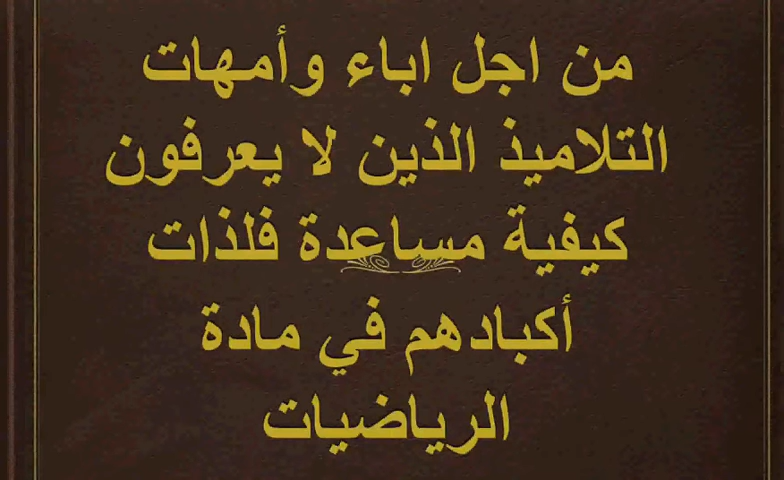 من اجل اباء وأمهات
التلاميذ الذين لا يعرفون
كيفية مساعدة فلذات
أكبادهم في مادة
الرياضيات